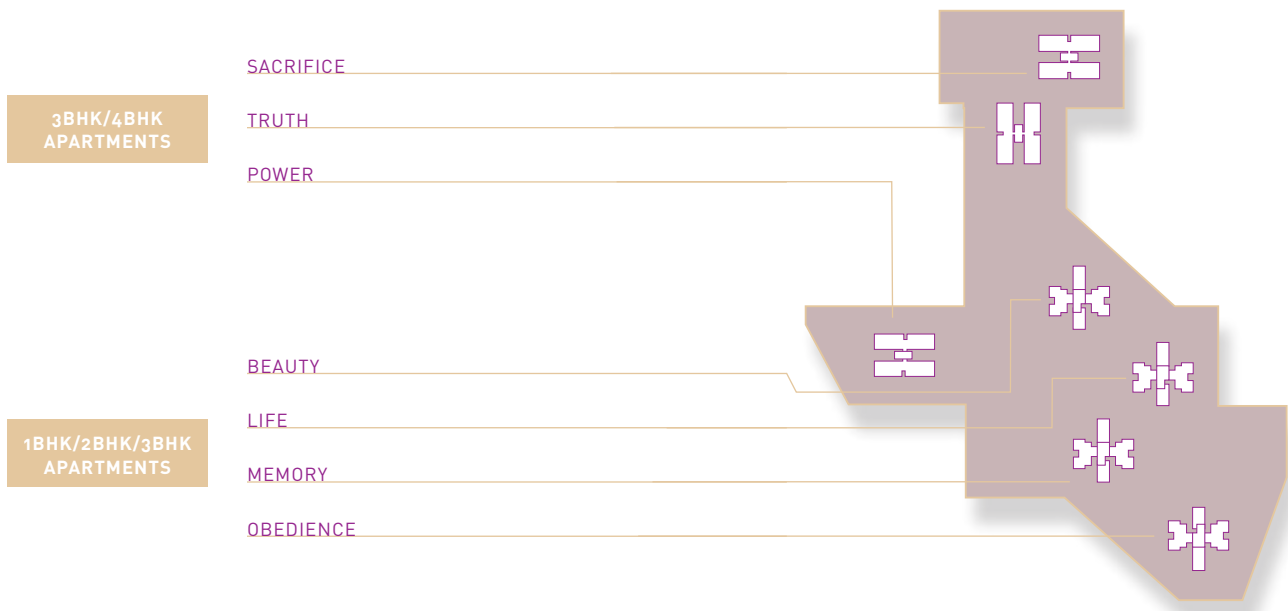 SACRIFICE
3BHK/4BHK
APARTMENTS
TRUTH
POWER
BEAUTY
LIFE
1BHK/2BHK/3BHK
APARTMENTS
MEMORY
OBEDIENCE